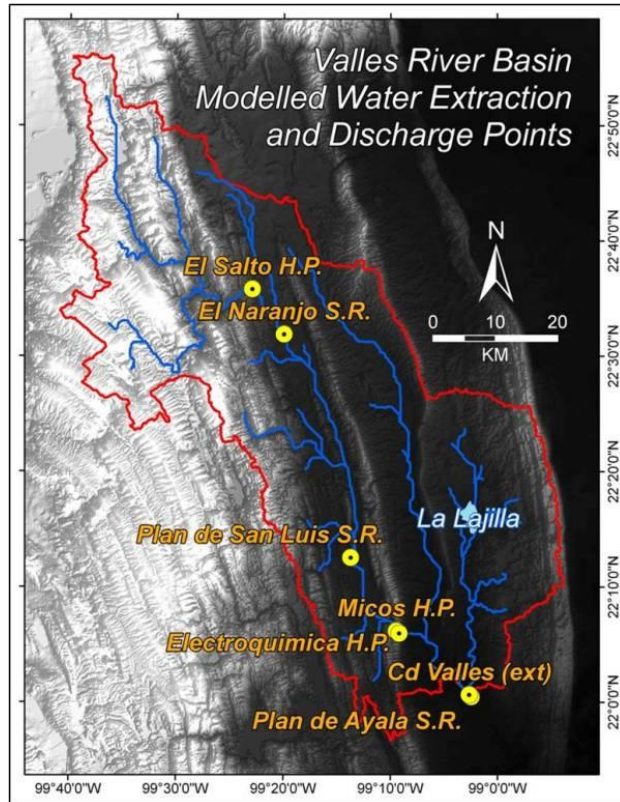 Valles River Basin
Modelled Water Extraction
and Discharge Points
22°50'0"N
22°40'0"N
N
El Salto H.P.
El Naranjo S.R.
0 10 20
KM
22°30'0"N
22°20'0"N
La Lajilla
Plan de San Luis S.R.
22°10'0"N
Micos H.P.
Electroquimica H.P.
Cd Valles (ext)
22°0'0"N
Plan de Ayala S.R.
99°40'0"W 99°30'0"W 99°20'0"W 99°10'0"W 99°0'0"W